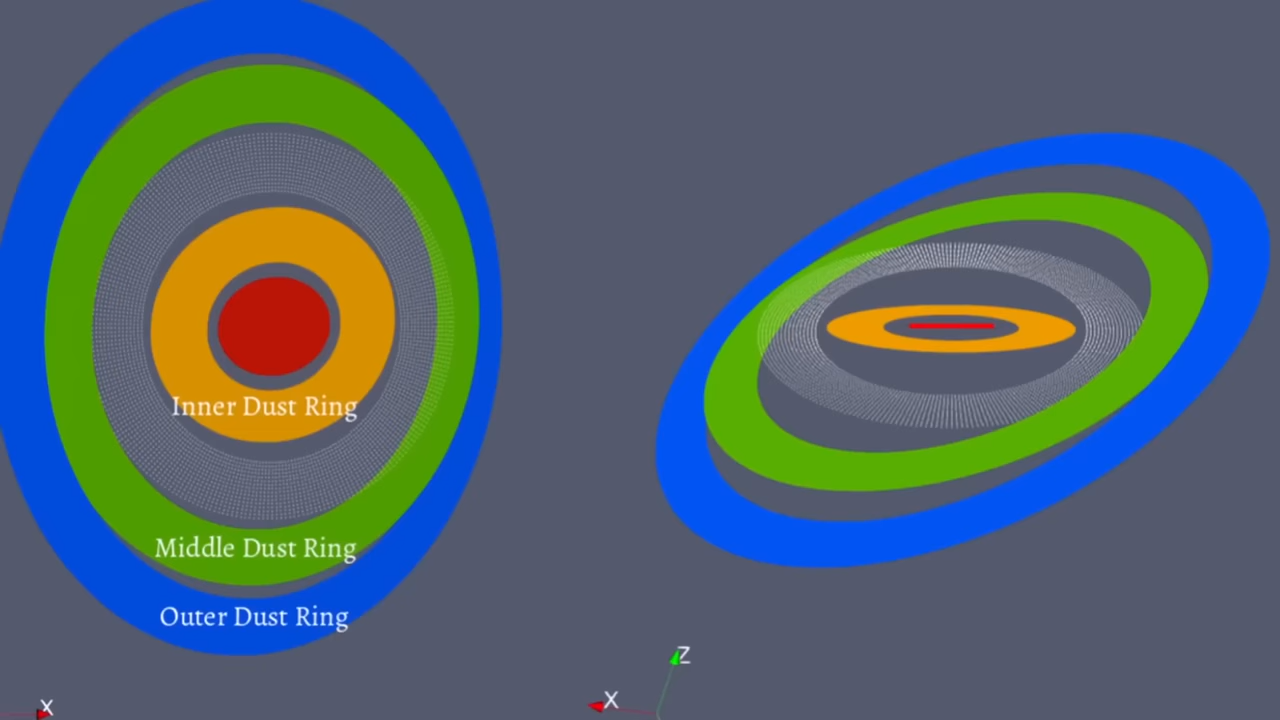 Inner Dust Ring
Middle Dust Ring
Outer Dust Ring
Z
X
X